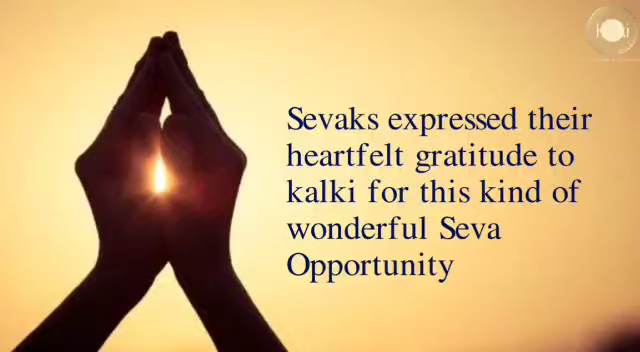 Sevaks expressed their
heartfelt gratitude to
kalki for this kind of
wonderful Seva
Opportunity